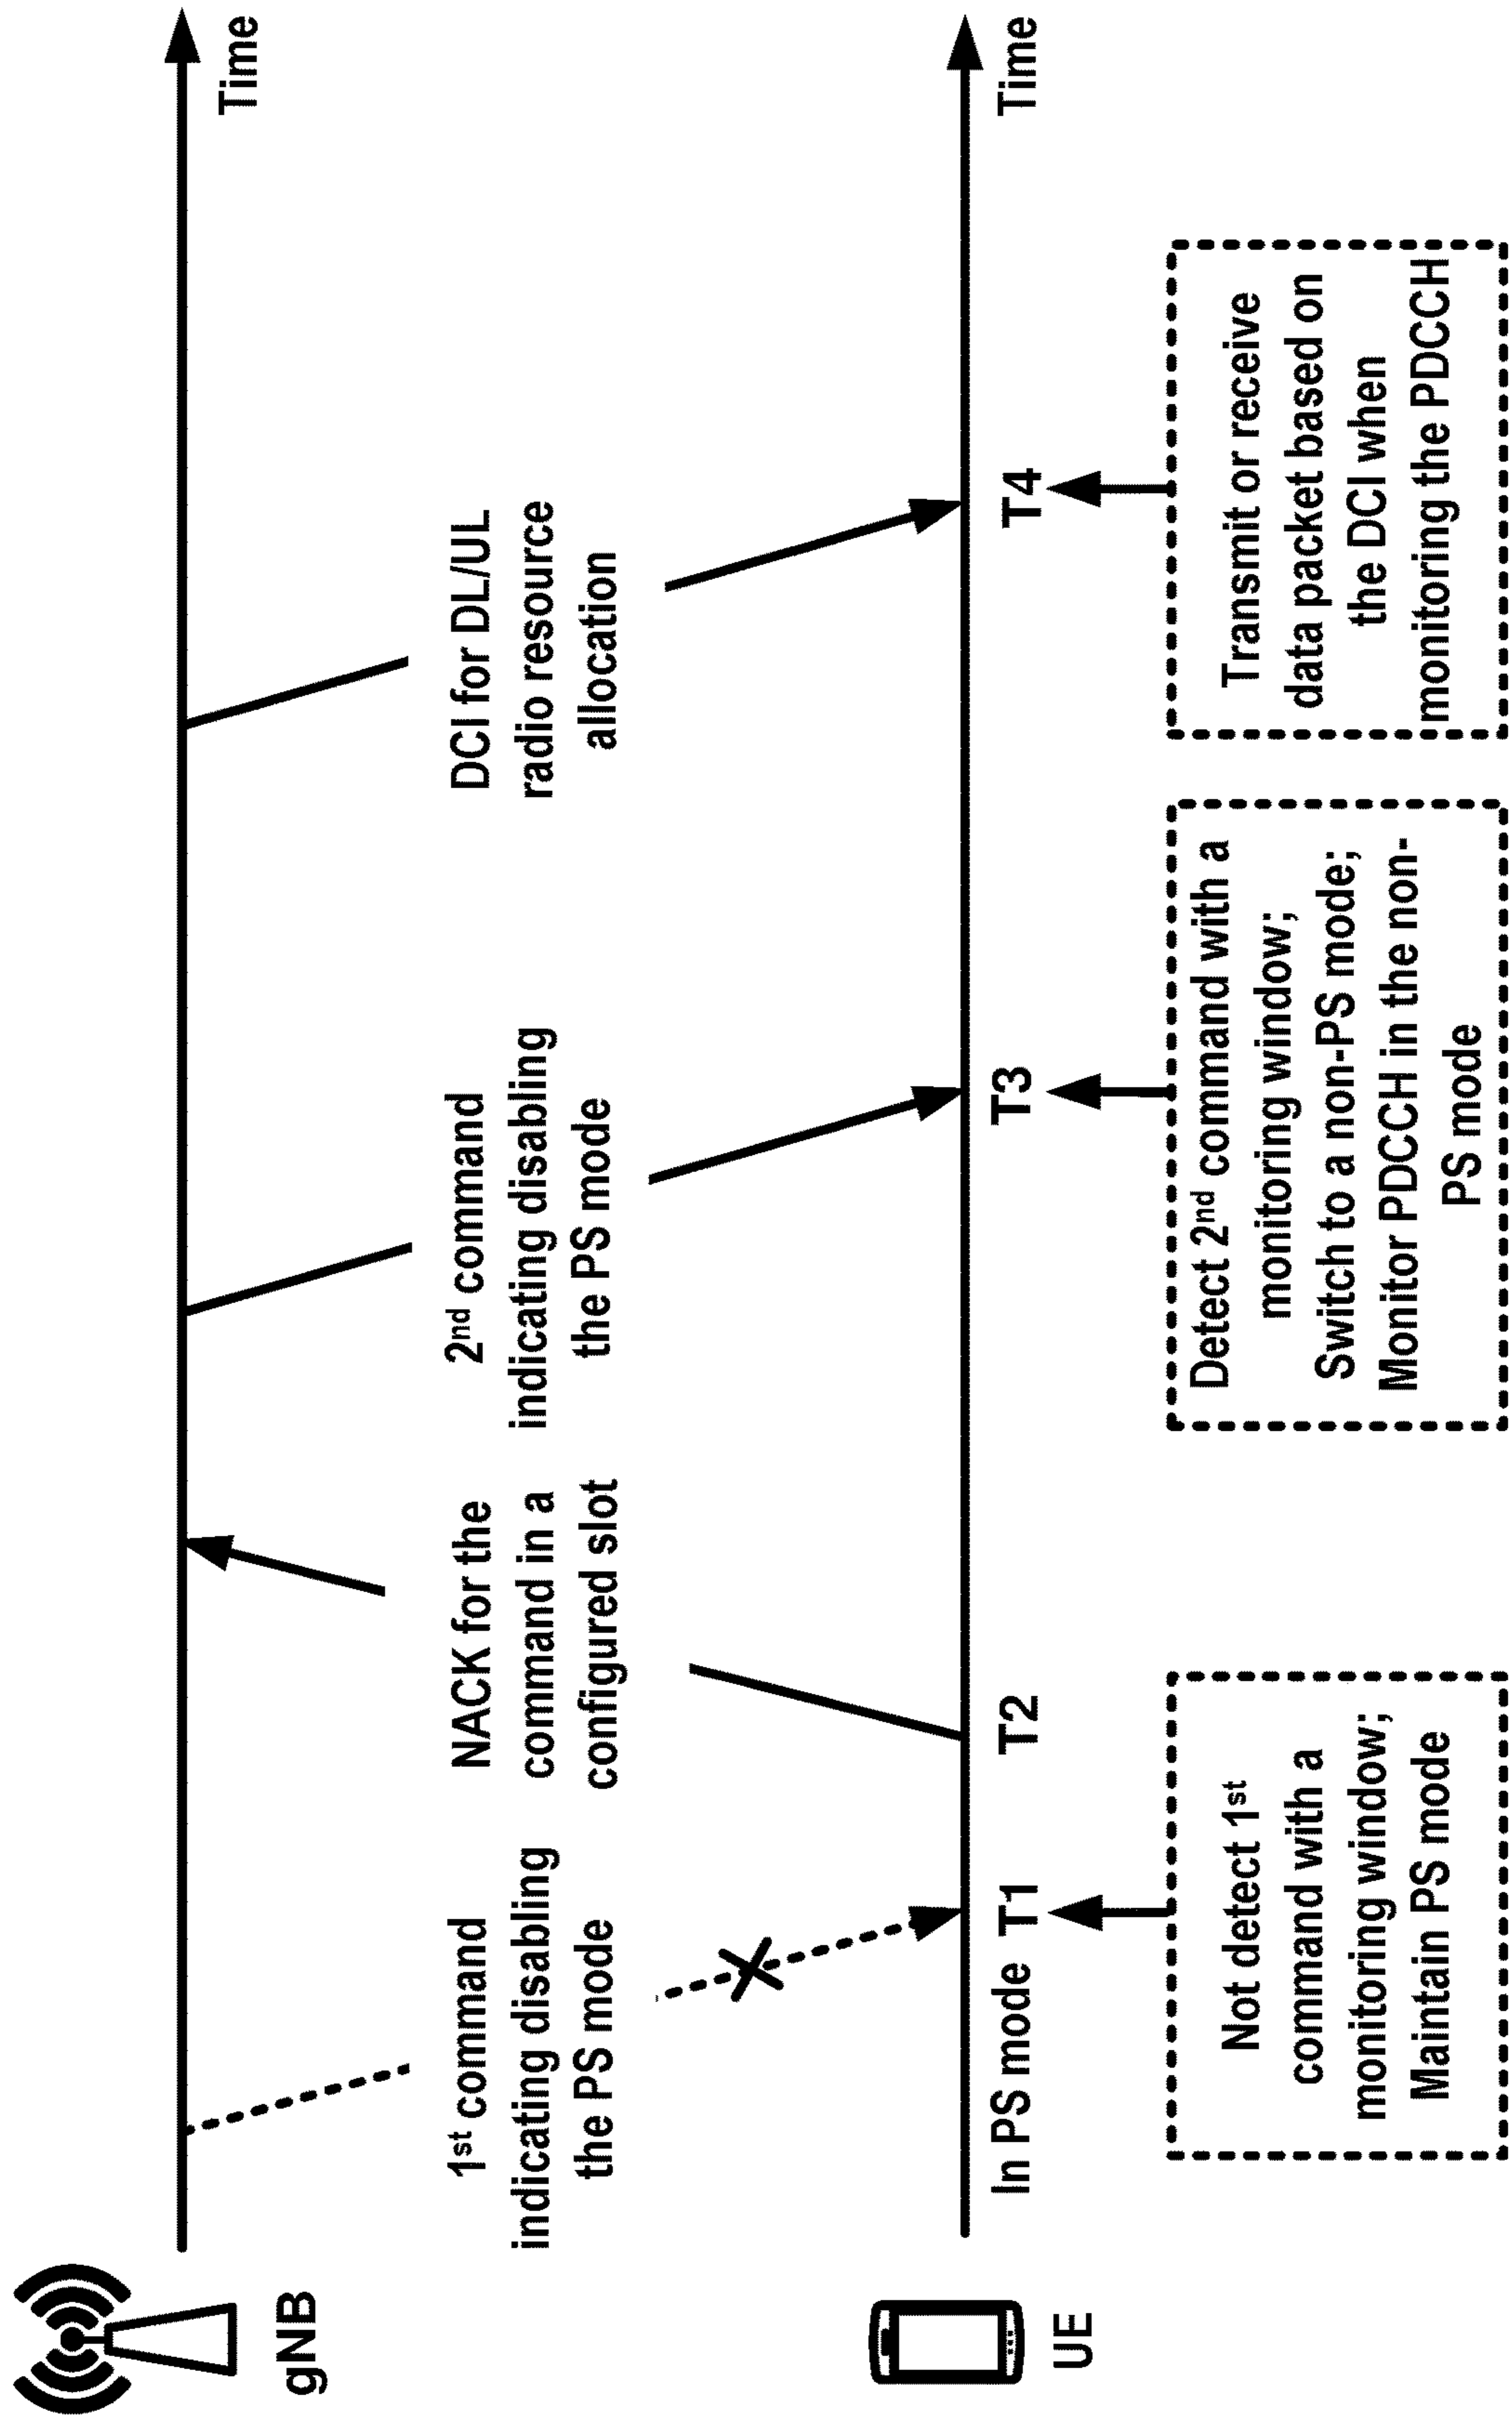 gNB
Time
1st command
indicating disabling
the PS mode
NACK for the
command in a
configured slot
2nd command
indicating disabling
the PS mode
DCI for DL/UL
radio resource
allocation
UE
Time
In PS mode
T1
T2
T3
T4
Not detect 1st
command with a
monitoring window;
Maintain PS mode
Detect 2nd command with a
monitoring window;
Switch to a non-PS mode;
Monitor PDCCH in the non-
PS mode
Transmit or receive
data packet based on
the DCI when
monitoring the PDCCH